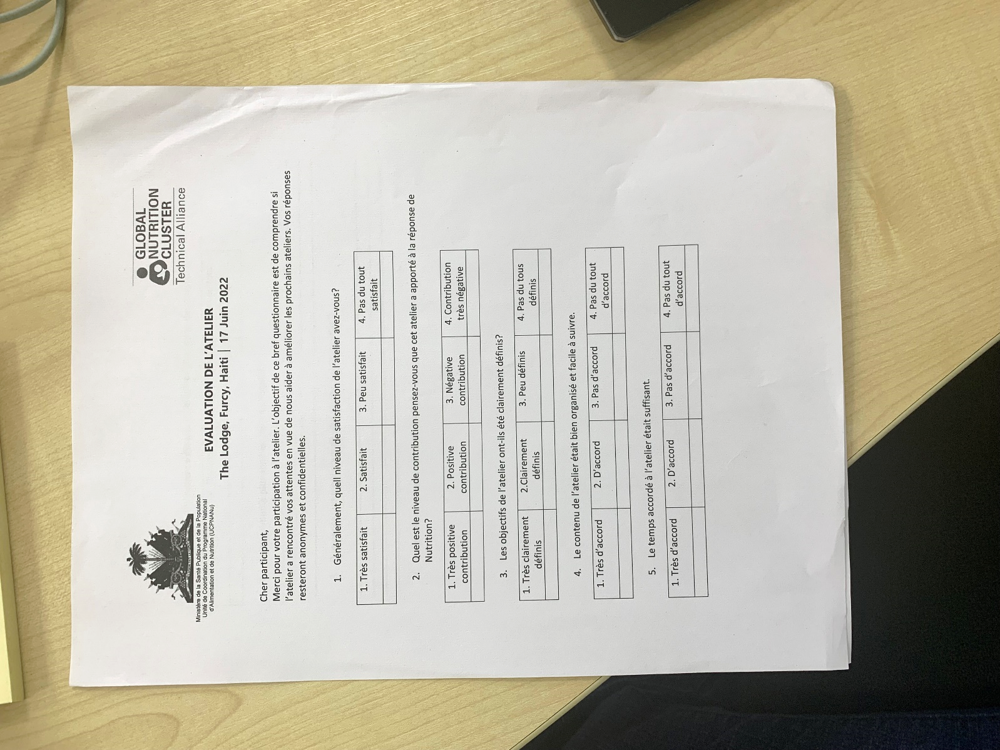 Ministère de la Santé Publique et de la Population
Unité de Coordination du Programme National
d'Alimentation et de Nutrition (UCPNANu)
GLOBAL
NUTRITION
CLUSTER
Technical Alliance
EVALUATION DE L'ATELIER
The Lodge, Furcy, Haiti | 17 Juin 2022
Cher participant,
Merci pour votre participation à l'atelier. L'objectif de ce bref questionnaire est de comprendre si
l'atelier a rencontré vos attentes en vue de nous aider à améliorer les prochains ateliers. Vos réponses
resteront anonymes et confidentielles.
1. Généralement, quell niveau de satisfaction de l'atelier avez-vous?
1. Très satisfait
2. Satisfait
3. Peu satisfait
4. Pas du tout
satisfait
2. Quel est le niveau de contribution pensez-vous que cet atelier a apporté à la réponse de
Nutrition?
1. Très positive
contribution
2. Positive
contribution
3. Négative
contribution
4. Contribution
très négative
3. Les objectifs de l'atelier ont-ils été clairement définis?
1. Très clairement
définis
2.Clairement
définis
3. Peu définis
4. Pas du tous
définis
4. Le contenu de l'atelier était bien organisé et facile à suivre.
1. Très d'accord
2. D'accord
3. Pas d'accord
4. Pas du tout
d'accord
5. Le temps accordé à l'atelier était suffisant.
1. Très d'accord
2. D'accord
3. Pas d'accord
4. Pas du tout
d'accord